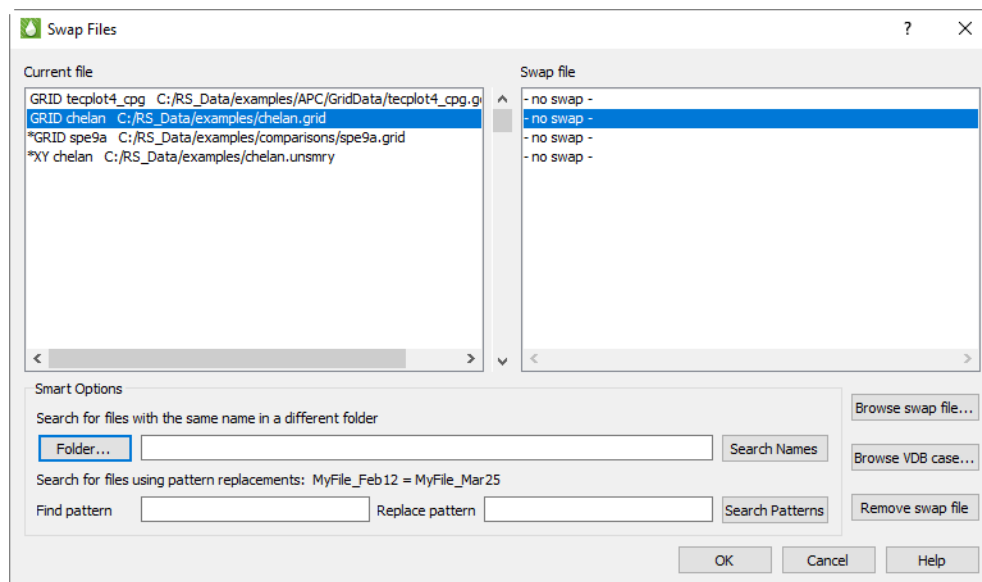 Swap Files
?
Current file
Swap file
GRID tecplot4_cpg C:/RS_Data/examples/APC/GridData/tecplot4_cpg.g
- no swap -
GRID chelan C:/RS_Data/examples/chelan.grid
- no swap -
*GRID spe9a C:/RS_Data/examples/comparisons/spe9a.grid
- no swap -
*XY chelan C:/RS_Data/examples/chelan.unsmry
- no swap -
Smart Options
Search for files with the same name in a different folder
Browse swap file...
Folder...
Search Names
Browse VDB case...
Search for files using pattern replacements: MyFile_Feb12 = MyFile_Mar25
Find pattern
Replace pattern
Search Patterns
Remove swap file
OK
Cancel
Help